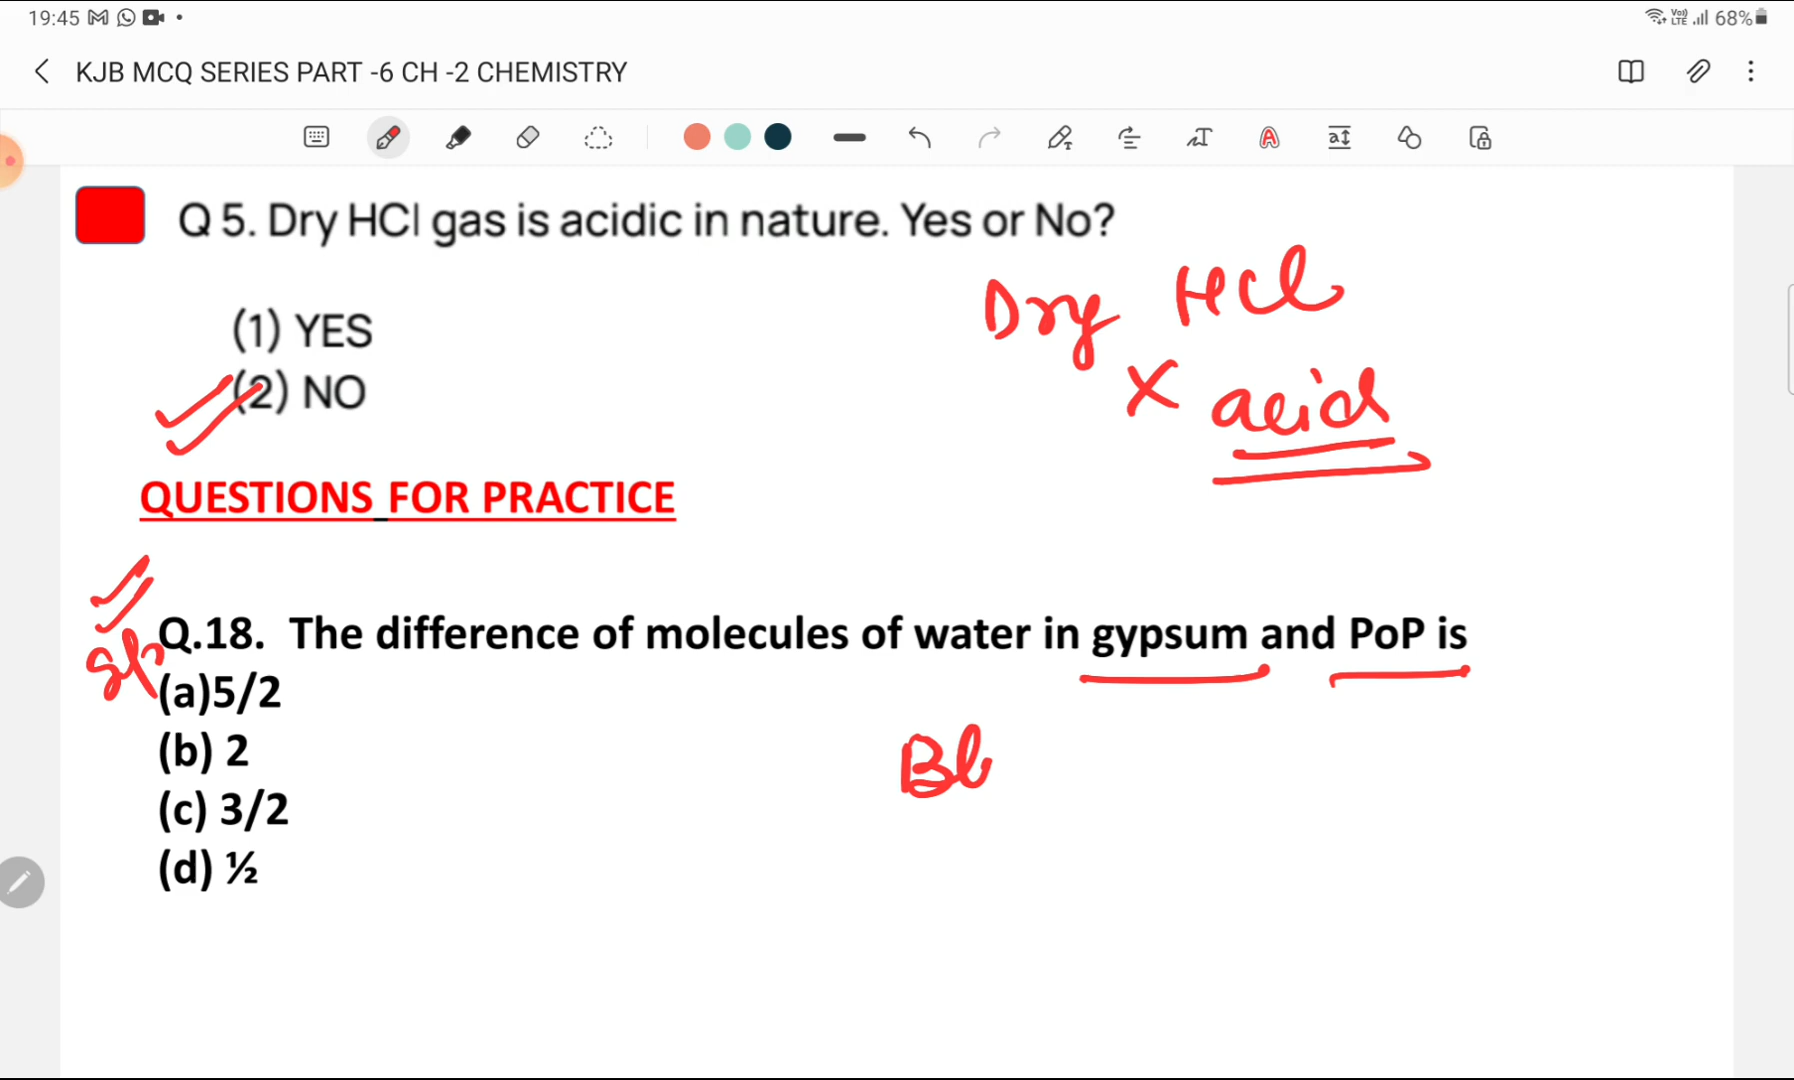 19:45
VoD LTE 68%
KJB MCQ SERIES PART -6 CH -2 CHEMISTRY
Q 5. Dry HCl gas is acidic in nature. Yes or No?
Dry HCl
(1) YES
X acid
(2) NO
QUESTIONS FOR PRACTICE
Q.18. The difference of molecules of water in gypsum and PoP is
(a)5/2
(b) 2
(c) 3/2
(d) ½